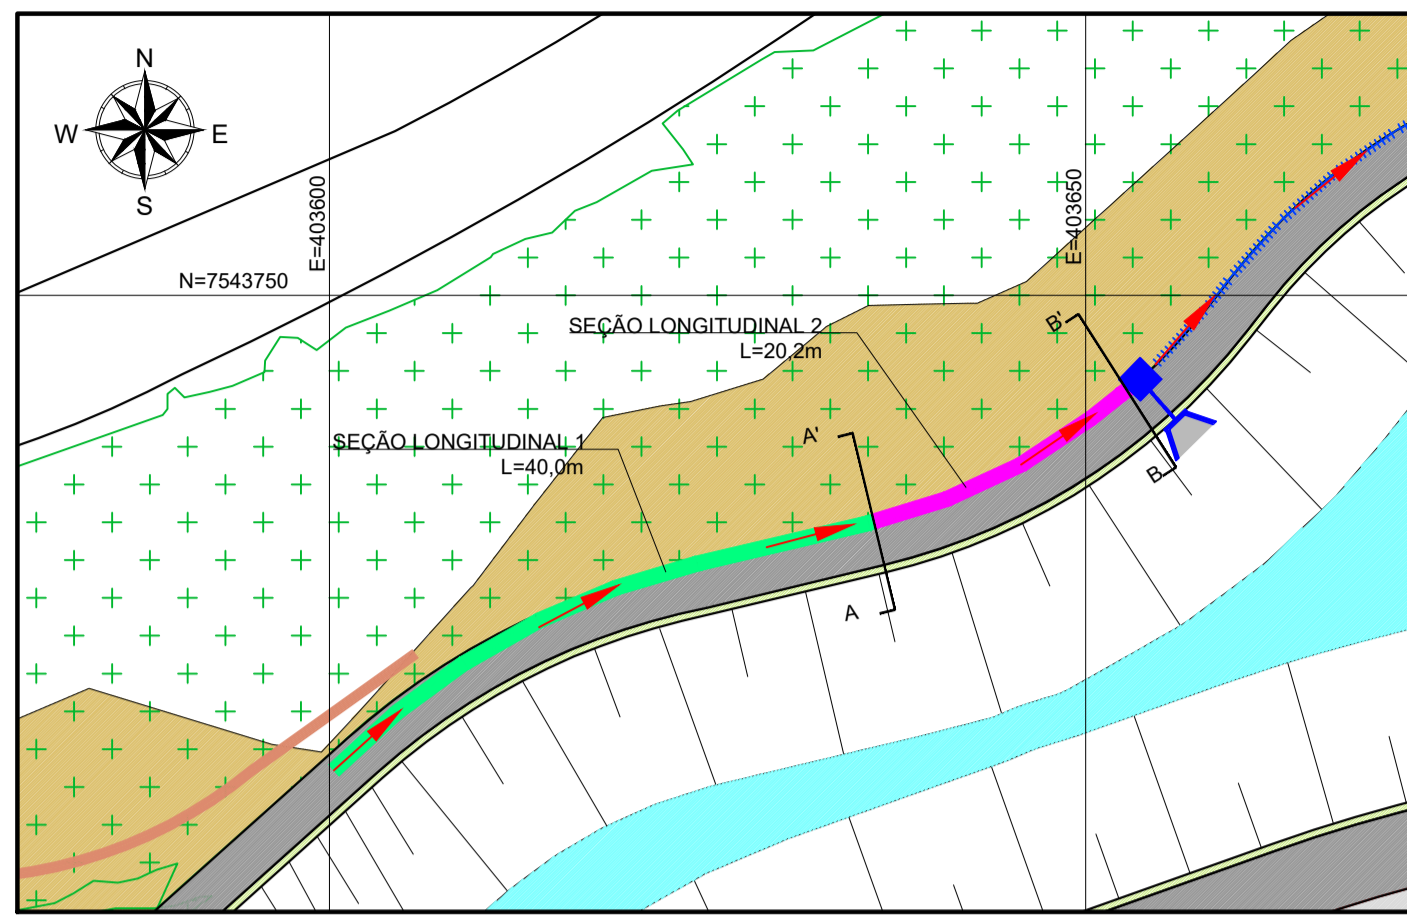 N
W E
S
E=403600
N=7543750
E=403650
SEÇÃO LONGITUDINAL 2
L=20,2m
B'
SEÇÃO LONGITUDINAL 1
L=40,0m
A'
B
A